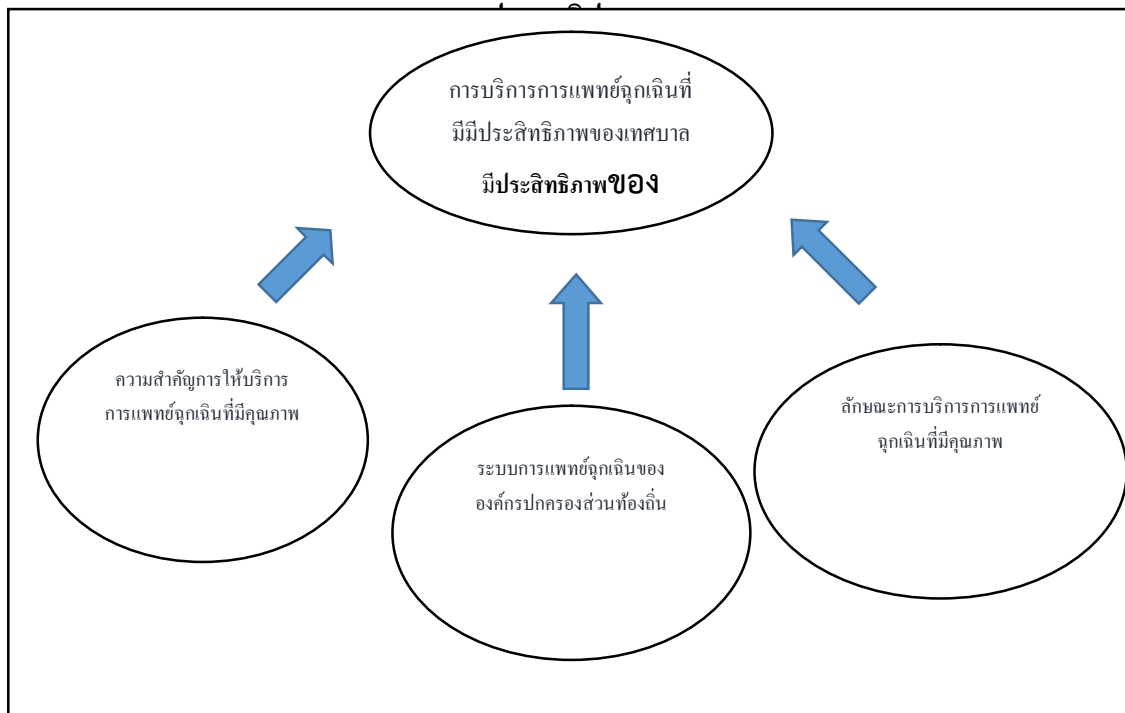 การบริการการแพทย์ฉุกเฉินที่
มีมีประสิทธิภาพของเทศบาล
มีประสิทธิภาพของ
ความสำคัญการให้บริการ
การแพทย์ฉุกเฉินที่มีคุณภาพ
ระบบการแพทย์ฉุกเฉินของ
องค์กรปกครองส่วนท้องถิ่น
ลักษณะการบริการการแพทย์
ฉุกเฉินที่มีคุณภาพ